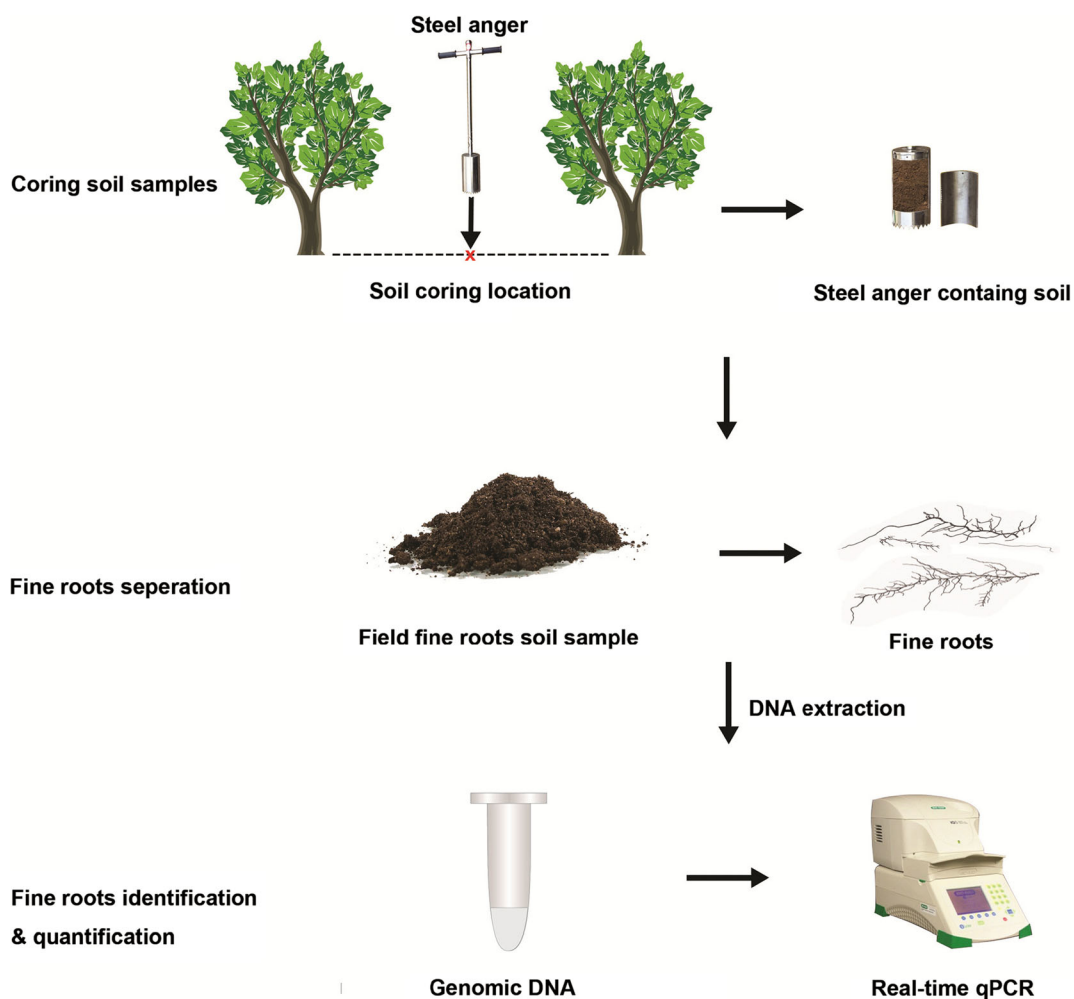 Steel anger
Coring soil samples
Soil coring location
Steel anger containg soil
Fine roots seperation
Field fine roots soil sample
Fine roots
DNA extraction
Fine roots identification
& quantification
Genomic DNA
Real-time qPCR